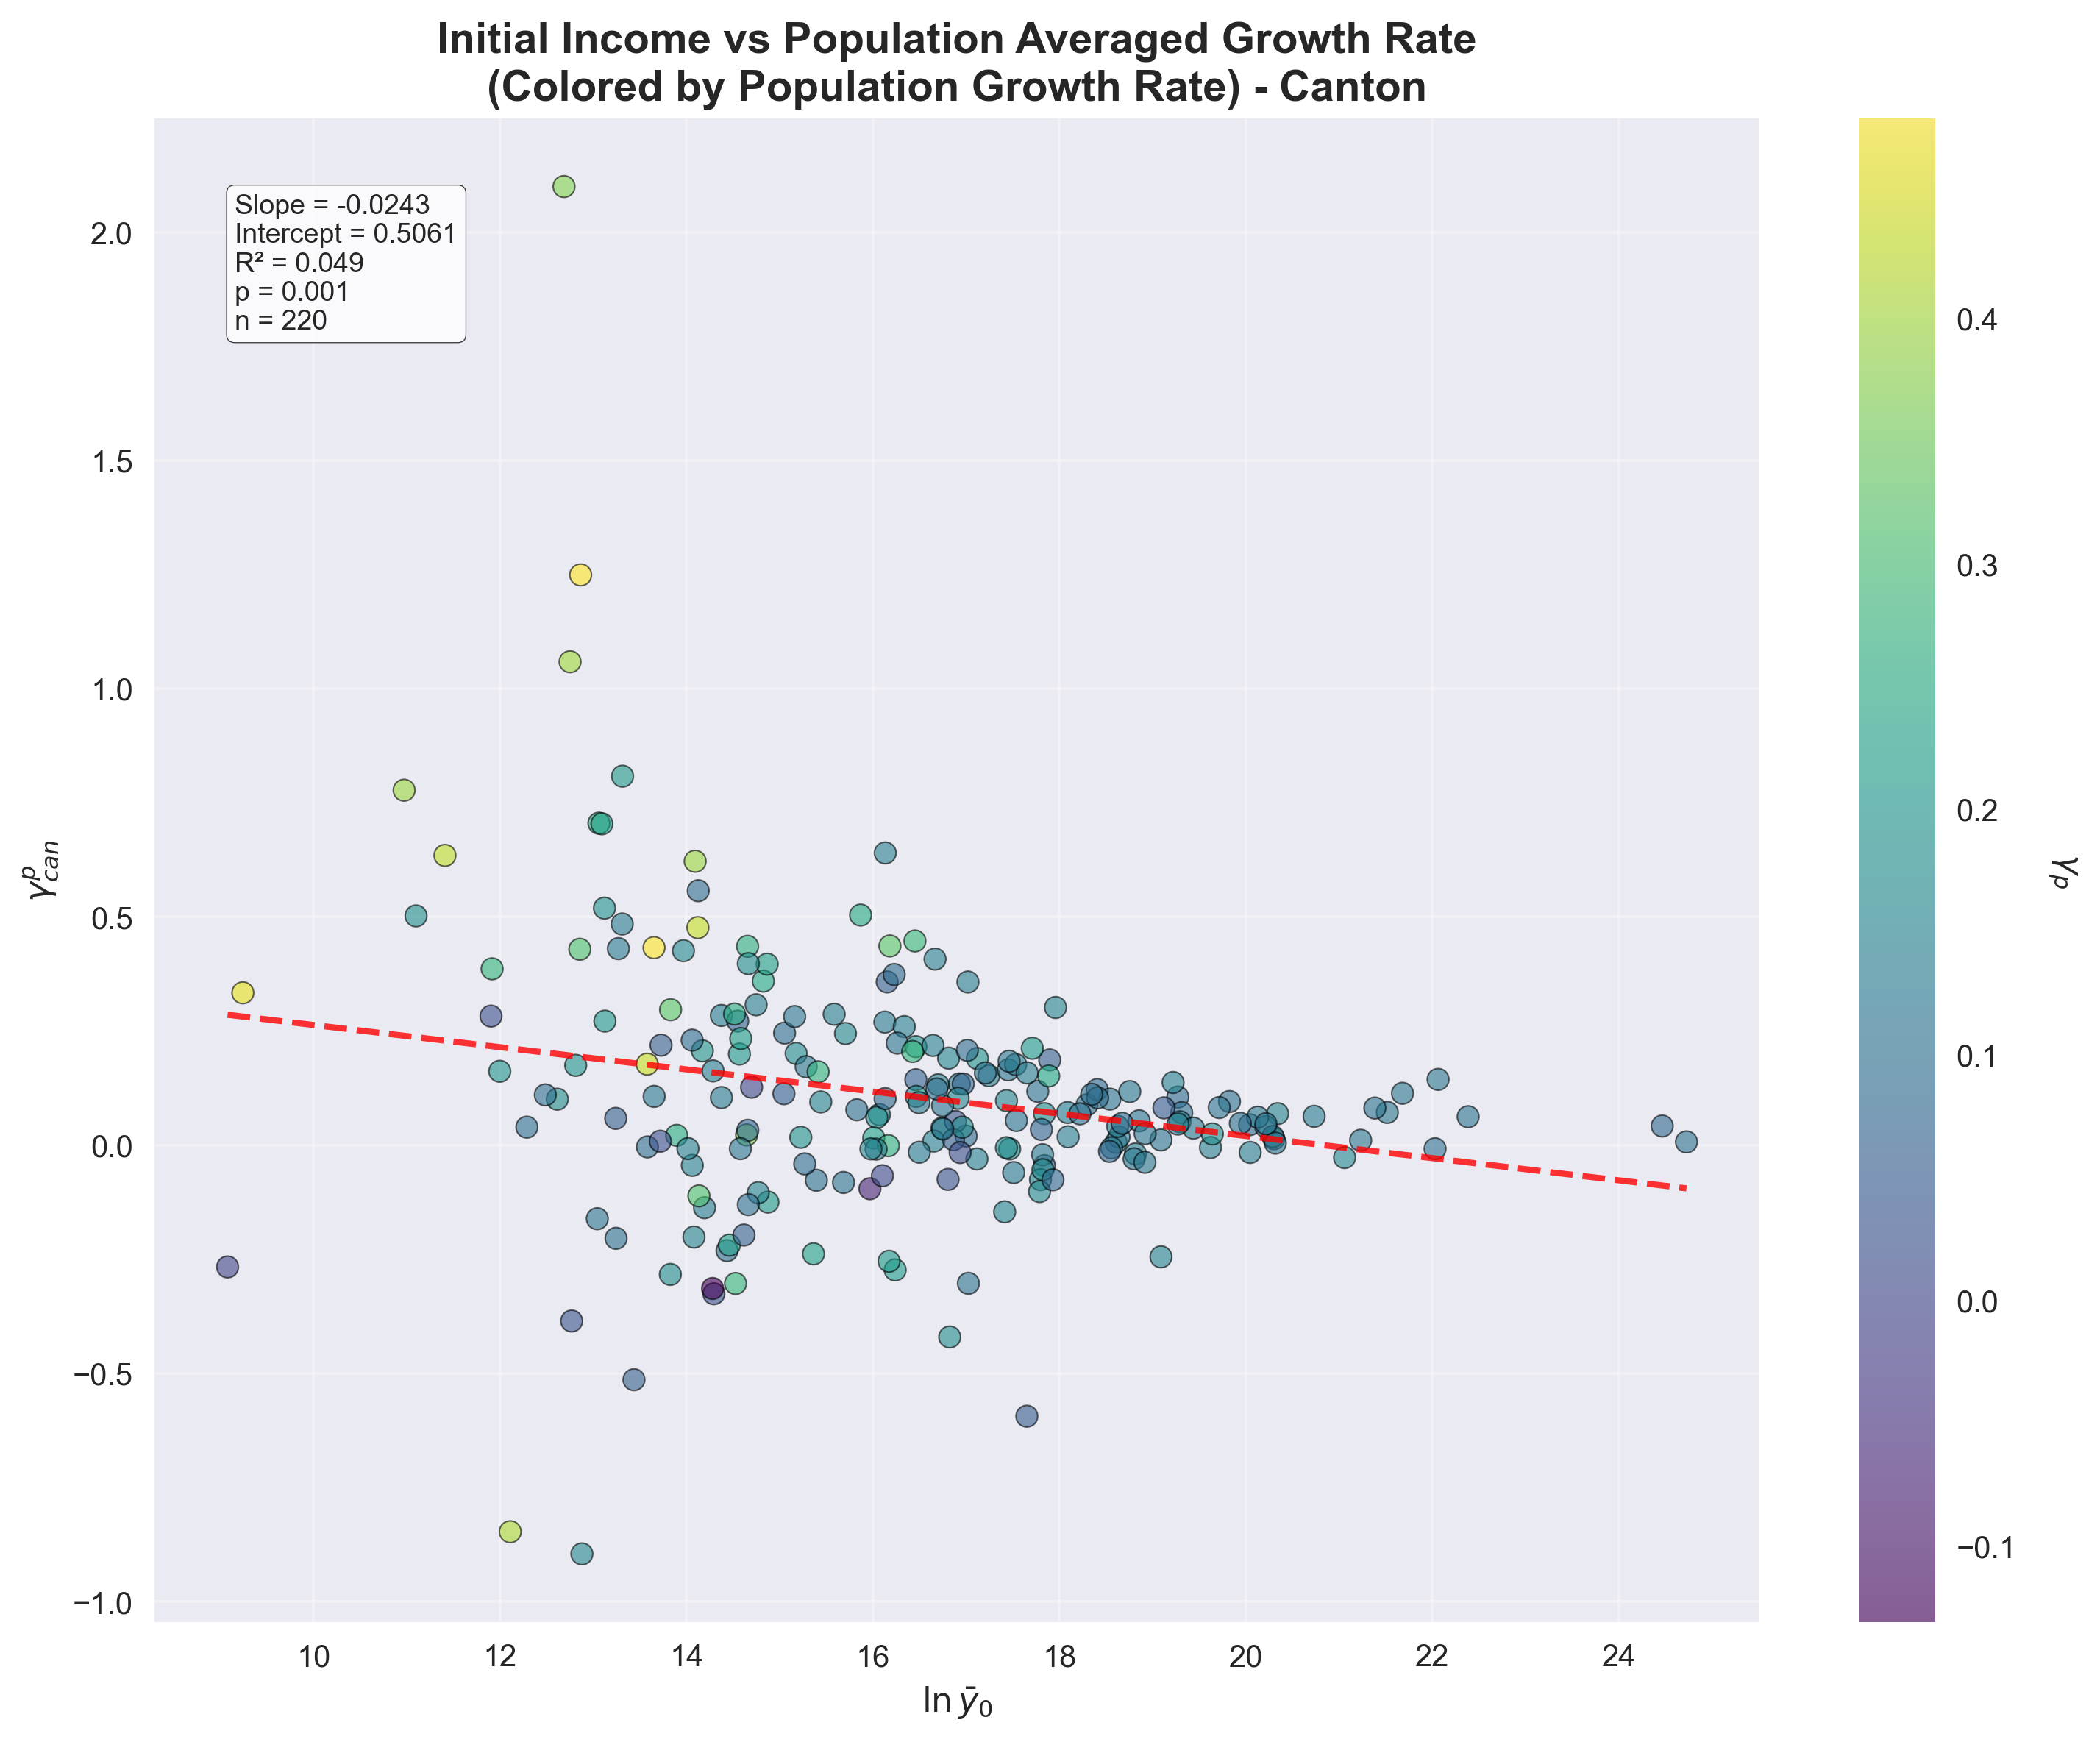 Initial Income vs Population Averaged Growth Rate
(Colored by Population Growth Rate) - Canton
Slope = -0.0243
Intercept = 0.5061
R² = 0.049
p = 0.001
n = 220
2.0
1.5
1.0
0.5
0.0
−0.5
−1.0
γ^p_{can}
10 12 14 16 18 20 22 24
ln ȳ₀
0.4
0.3
0.2
0.1
0.0
−0.1
γ_p